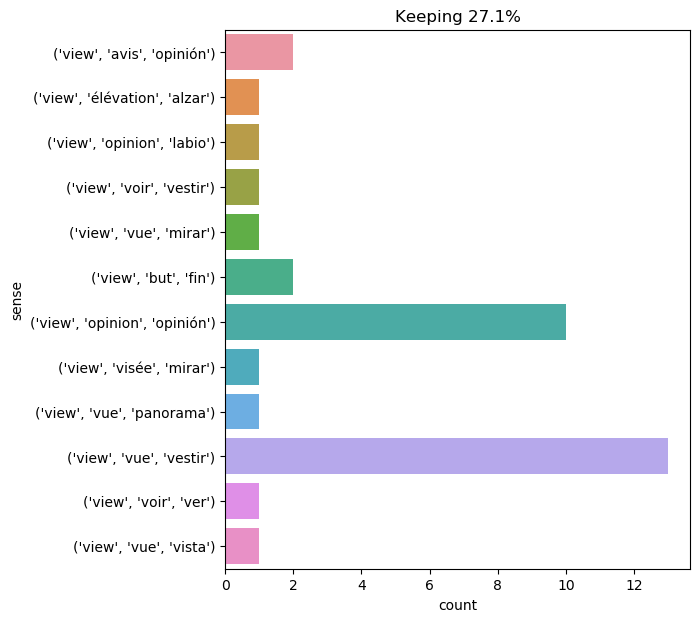 Keeping 27.1%
('view', 'avis', 'opinión')
('view', 'élévation', 'alzar')
('view', 'opinion', 'labio')
('view', 'voir', 'vestir')
('view', 'vue', 'mirar')
('view', 'but', 'fin')
('view', 'opinion', 'opinión')
('view', 'visée', 'mirar')
('view', 'vue', 'panorama')
('view', 'vue', 'vestir')
('view', 'voir', 'ver')
('view', 'vue', 'vista')
sense
0 2 4 6 8 10 12
count